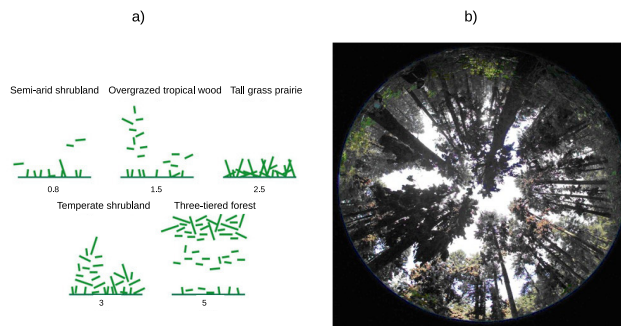 a)
b)
Semi-arid shrubland
Overgrazed tropical wood
Tall grass prairie
0.8
1.5
2.5
Temperate shrubland
Three-tiered forest
3
5